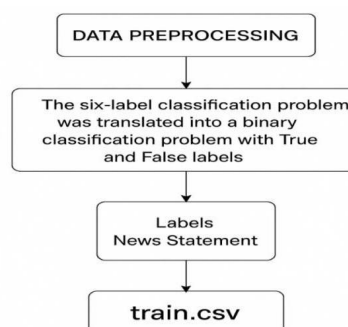 DATA PREPROCESSING
The six-label classification problem
was translated into a binary
classification problem with True
and False labels
Labels
News Statement
train.csv